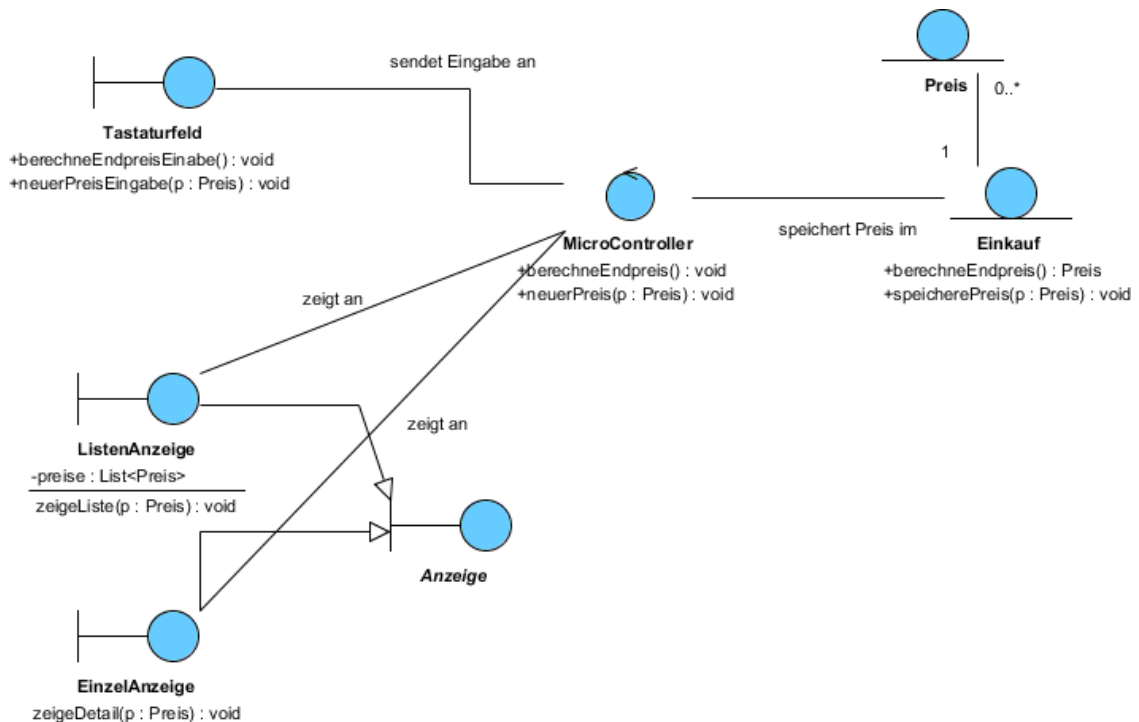 sendet Eingabe an
Tastaturfeld
+berechneEndpreisEinabe() : void
+neuerPreisEingabe(p : Preis) : void
Preis
0..*
1
MicroController
+berechneEndpreis() : void
+neuerPreis(p : Preis) : void
speichert Preis im
Einkauf
+berechneEndpreis() : Preis
+speicherePreis(p : Preis) : void
zeigt an
zeigt an
ListenAnzeige
-preise : List<Preis>
zeigeListe(p : Preis) : void
Anzeige
EinzelAnzeige
zeigeDetail(p : Preis) : void